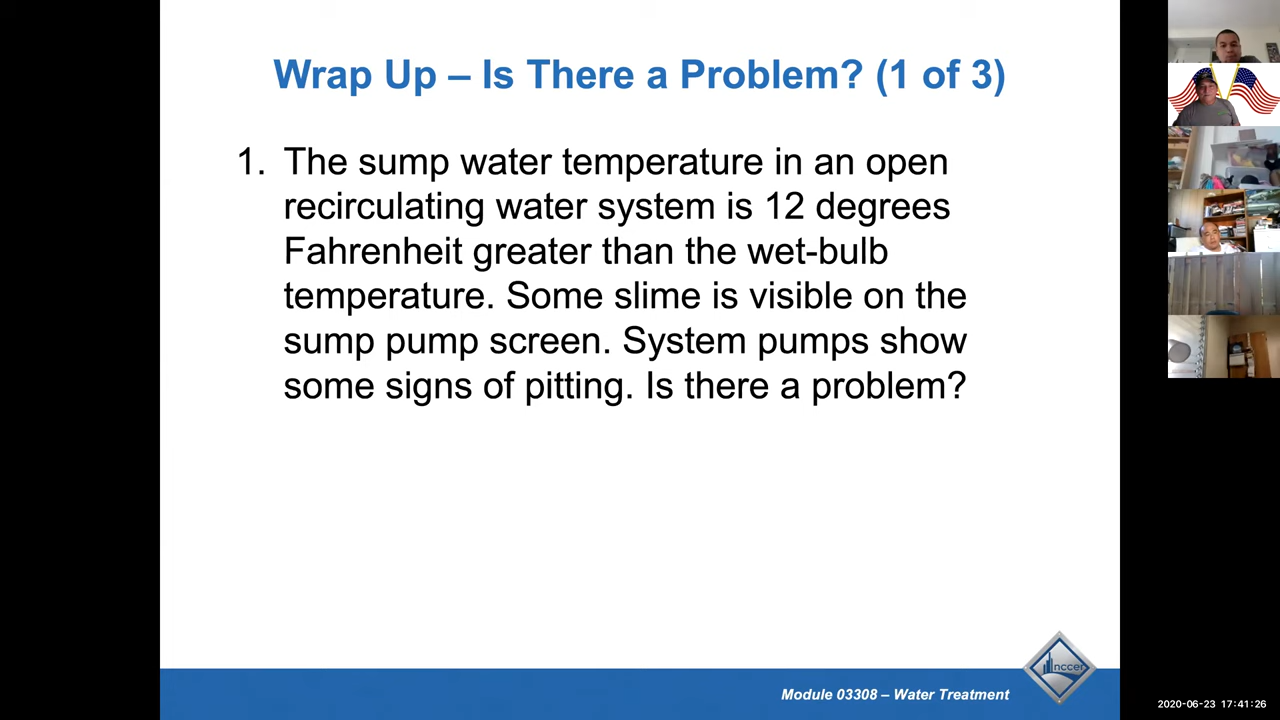 Wrap Up – Is There a Problem? (1 of 3)
1. The sump water temperature in an open
recirculating water system is 12 degrees
Fahrenheit greater than the wet-bulb
temperature. Some slime is visible on the
sump pump screen. System pumps show
some signs of pitting. Is there a problem?
nccer
Module 03308 – Water Treatment
2020-06-23 17:41:26